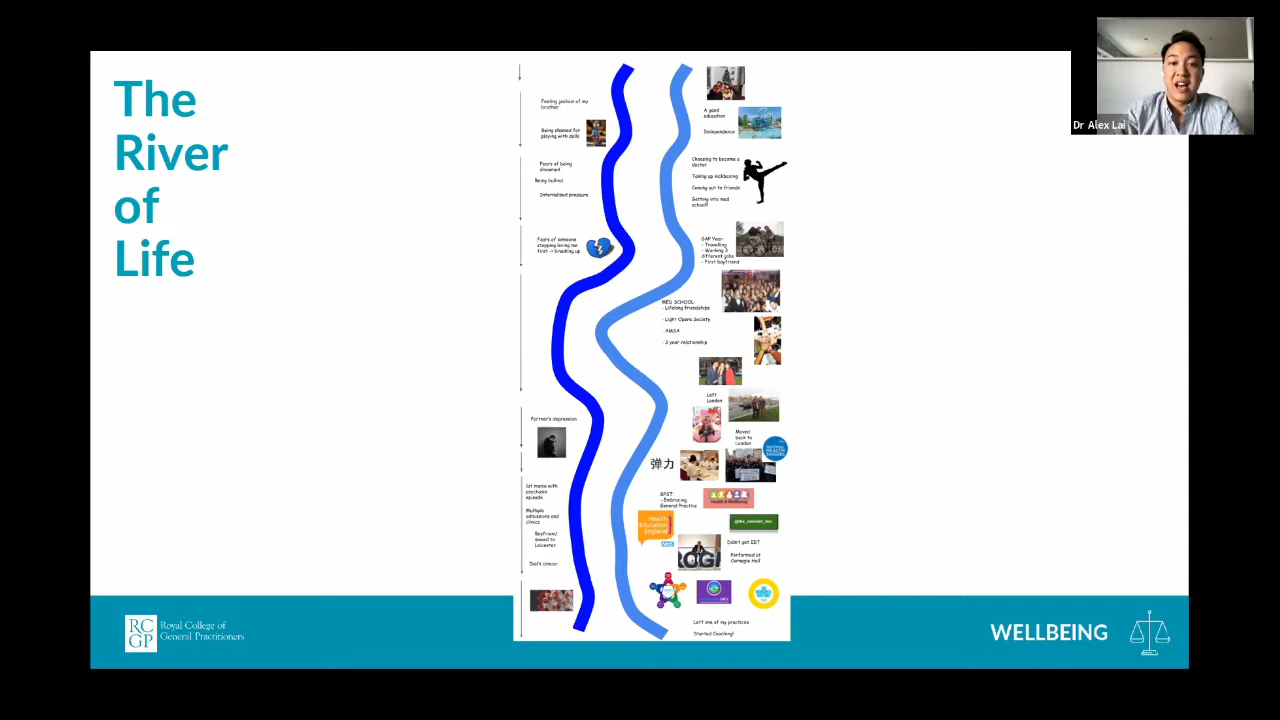 The
River
of
Life
Dr Alex Lai
Feeling jealous of my
brother
Being shamed for
playing with dolls
Fears of being
disowned
Being bullied
Internalised pressure
Fears of someone
stopping loving me
first -> breaking up
Partner's depression
1st manic with
psychosis
episode
Multiple
admissions and
clinics
Boyfriend
moved to
Leicester
Dad's cancer
A good
education
Independence
Choosing to become a
doctor
Taking up kickboxing
Coming out to friends
Getting into med
school!
GAP Year:
- Travelling
- Working 3
different jobs
- First boyfriend
MED SCHOOL:
- Lifelong friendships
- Light Opera Society
- AMSA
- 3 year relationship
Left
London
Moved
back to
London
弹力
GPST:
- Embracing
General Practice
Health & Wellbeing
Health
Education
England
Didn't get IDT
Performed at
Carnegie Hall
Left one of my practices
Started Coaching!
RC
GP
Royal College of
General Practitioners
WELLBEING